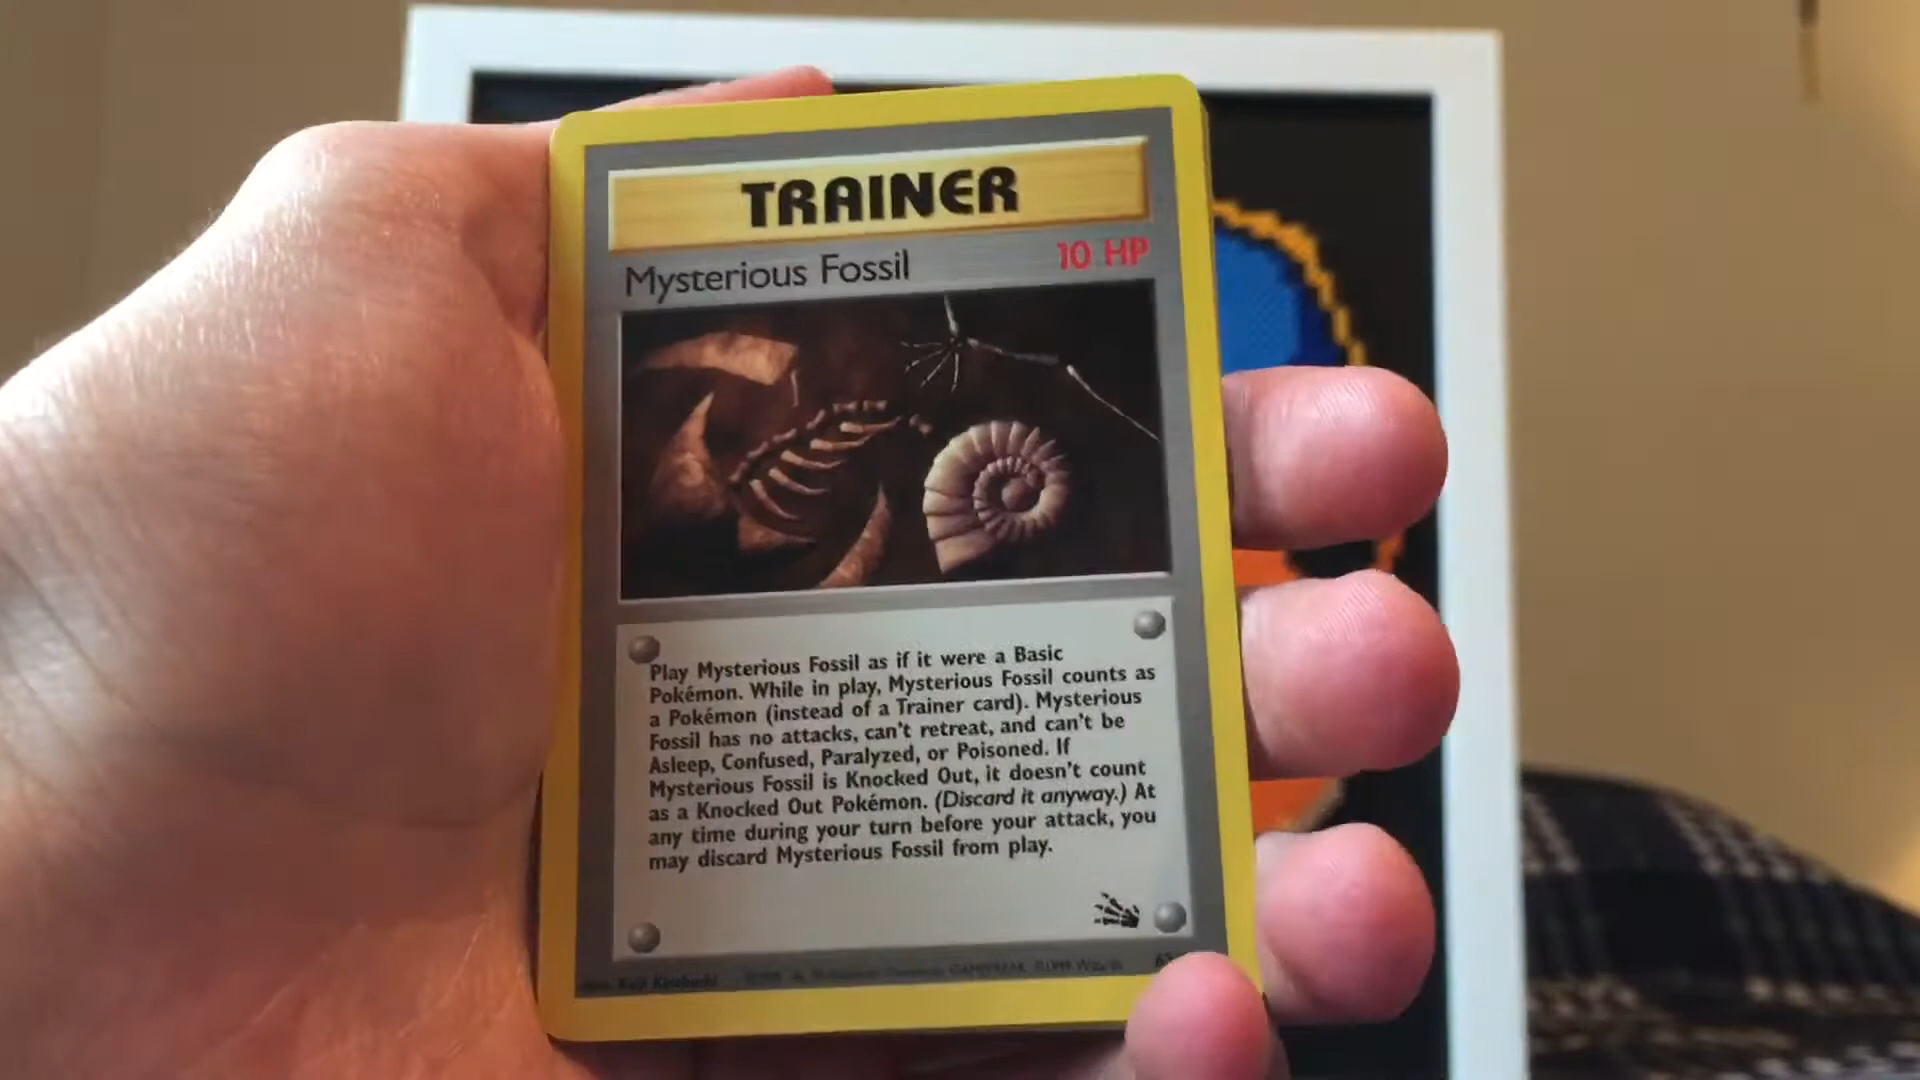 TRAINER
Mysterious Fossil
10 HP
Play Mysterious Fossil as if it were a Basic
Pokémon. While in play, Mysterious Fossil counts as
a Pokémon (instead of a Trainer card). Mysterious
Fossil has no attacks, can't retreat, and can't be
Asleep, Confused, Paralyzed, or Poisoned. If
Mysterious Fossil is Knocked Out, it doesn't count
as a Knocked Out Pokémon. (Discard it anyway.) At
any time during your turn before your attack, you
may discard Mysterious Fossil from play.
Wizards